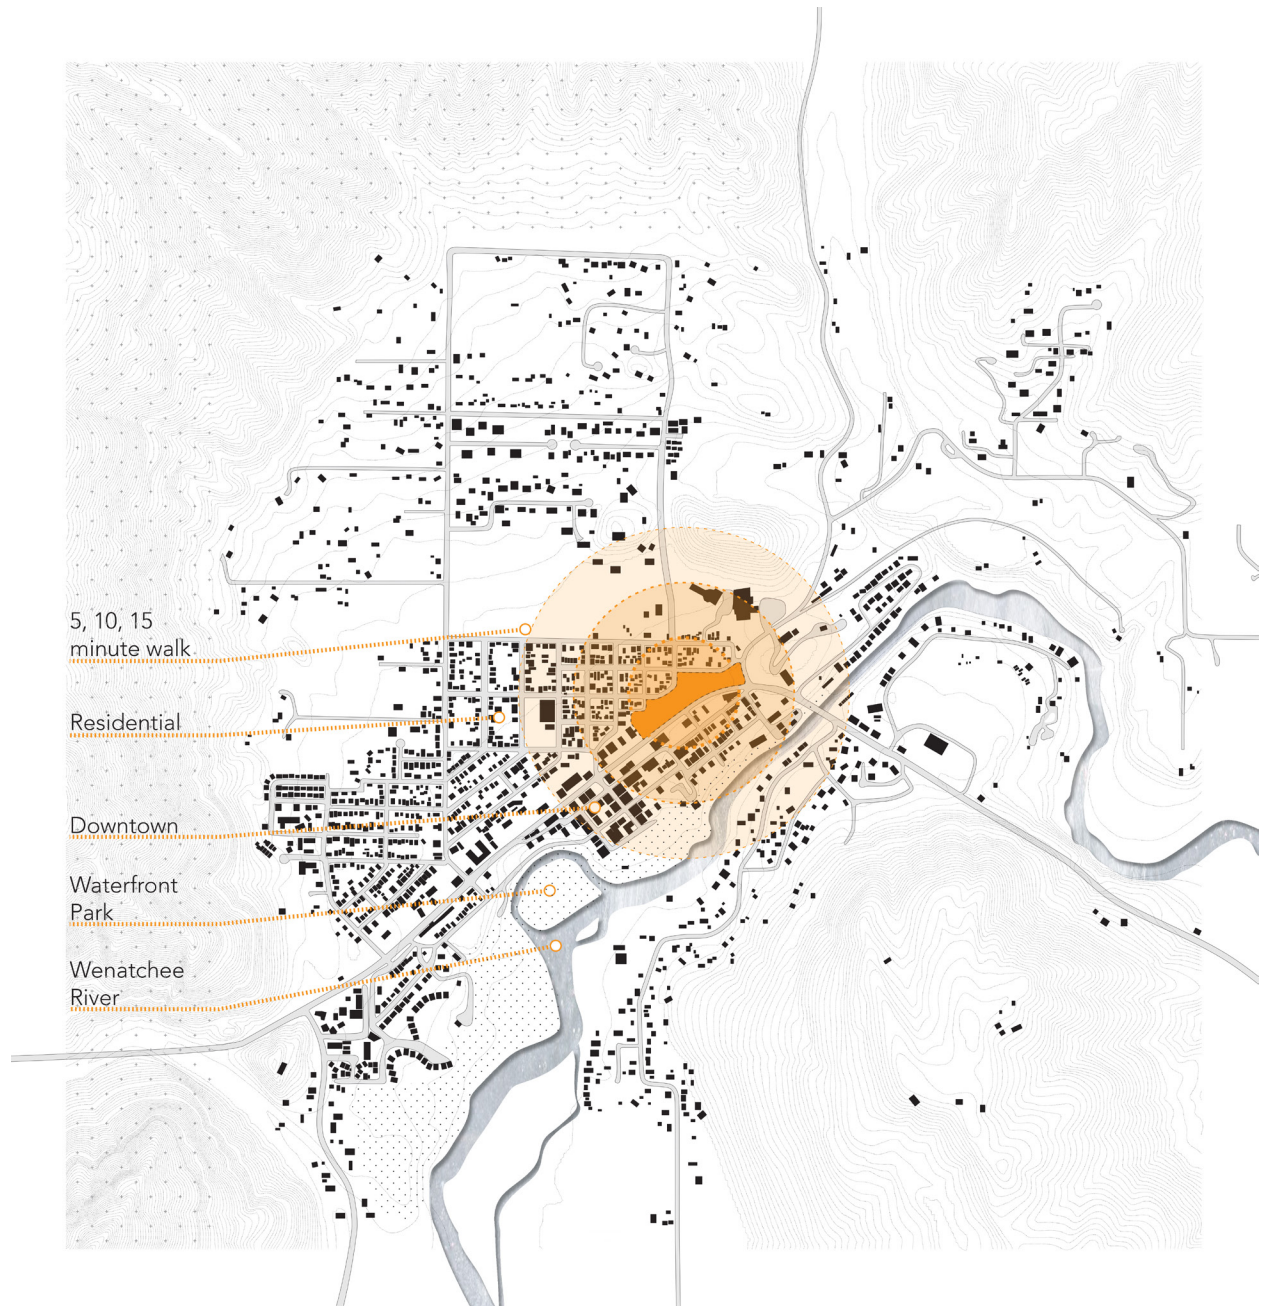 5, 10, 15
minute walk
Residential
Downtown
Waterfront
Park
Wenatchee
River